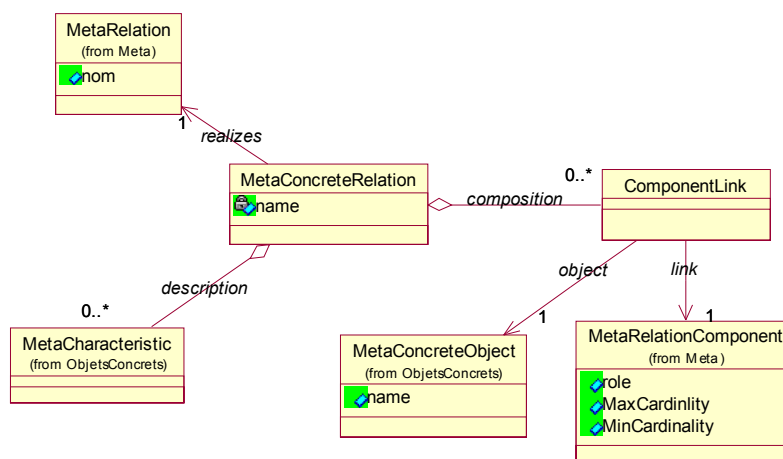 MetaRelation
(from Meta)
nom
1
realizes
MetaConcreteRelation
name
0..*
composition
ComponentLink
description
0..*
object
link
1
1
MetaCharacteristic
(from ObjetsConcrets)
MetaConcreteObject
(from ObjetsConcrets)
name
MetaRelationComponent
(from Meta)
role
MaxCardinlity
MinCardinality